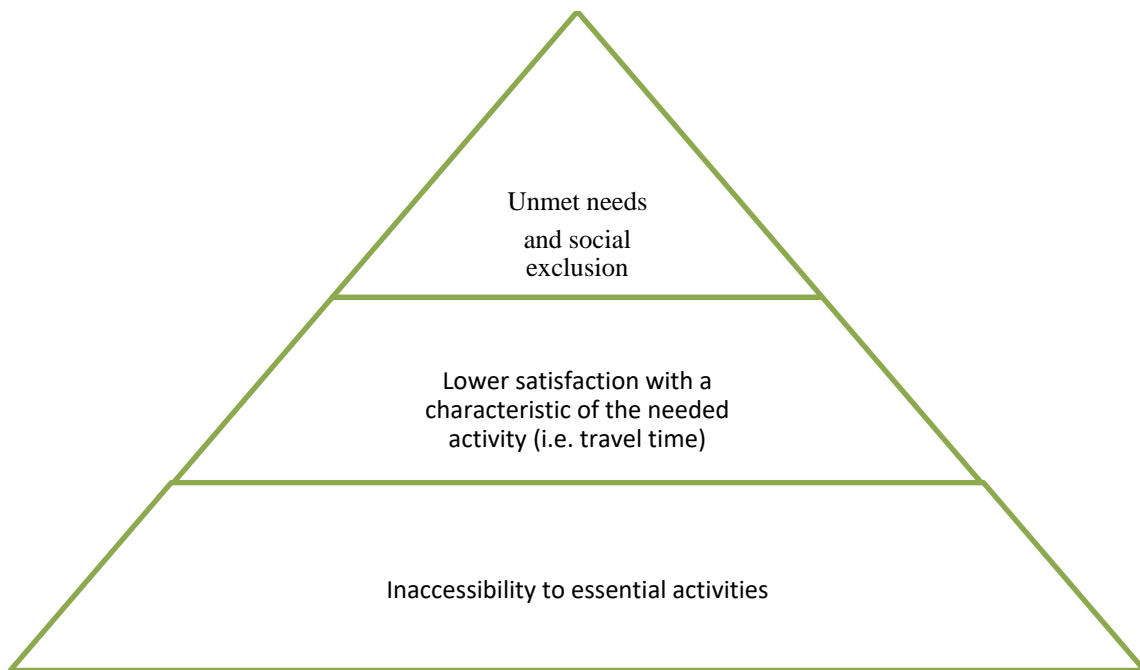 Unmet needs
and social
exclusion
Lower satisfaction with a
characteristic of the needed
activity (i.e. travel time)
Inaccessibility to essential activities